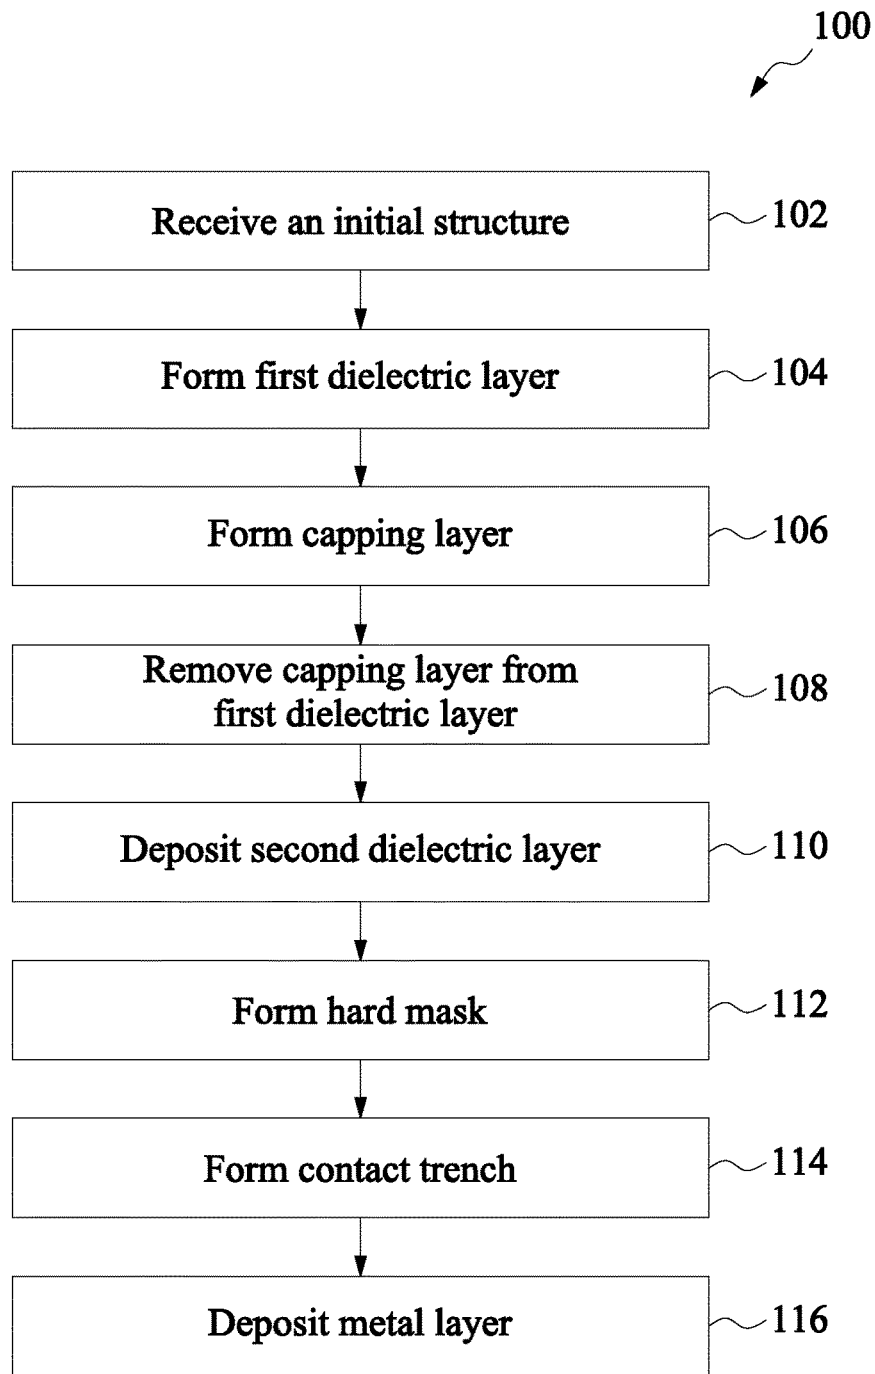 100
Receive an initial structure
102
Form first dielectric layer
104
Form capping layer
106
Remove capping layer from
first dielectric layer
108
Deposit second dielectric layer
110
Form hard mask
112
Form contact trench
114
Deposit metal layer
116